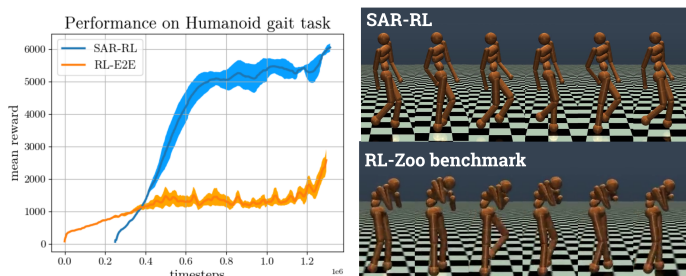 Performance on Humanoid gait task
SAR-RL
RL-E2E
mean reward
6000
5000
4000
3000
2000
1000
0
0.0 0.2 0.4 0.6 0.8 1.0 1.2
1e6
timesteps
SAR-RL
RL-Zoo benchmark